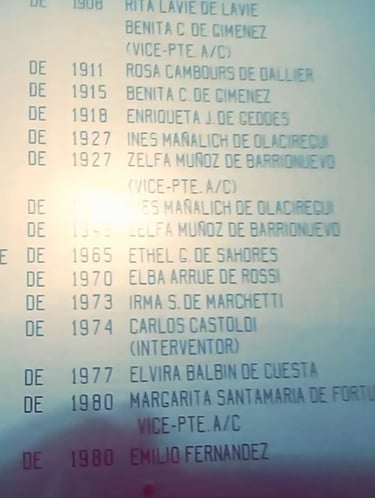 DE 1908 RITA LAVIE DE LAVIE
BENITA C. DE GIMENEZ
(VICE-PTE. A/C)
DE 1911 ROSA CAMBOURS DE DALLIER
DE 1915 BENITA C. DE GIMENEZ
DE 1918 ENRIQUETA J. DE GEDDES
DE 1927 INES MAÑALICH DE OLACIREGUI
DE 1927 ZELFA MUÑOZ DE BARRIONUEVO
(VICE-PTE. A/C)
DE INES MAÑALICH DE OLACIREGUI
DE ZELFA MUÑOZ DE BARRIONUEVO
E DE 1965 ETHEL G. DE SAHORES
DE 1970 ELBA ARRUE DE ROSSI
DE 1973 IRMA S. DE MARCHETTI
DE 1974 CARLOS CASTOLDI
(INTERVENTOR)
DE 1977 ELVIRA BALBIN DE CUESTA
DE 1980 MARGARITA SANTAMARIA DE FORTU
VICE-PTE. A/C
DE 1980 EMILIO FERNANDEZ